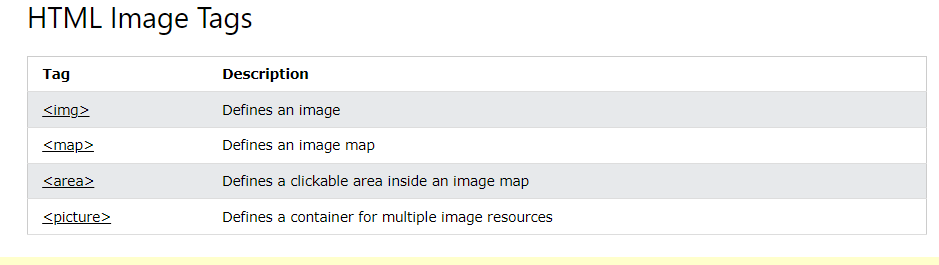 HTML Image Tags
Tag Description
<img> Defines an image
<map> Defines an image map
<area> Defines a clickable area inside an image map
<picture> Defines a container for multiple image resources